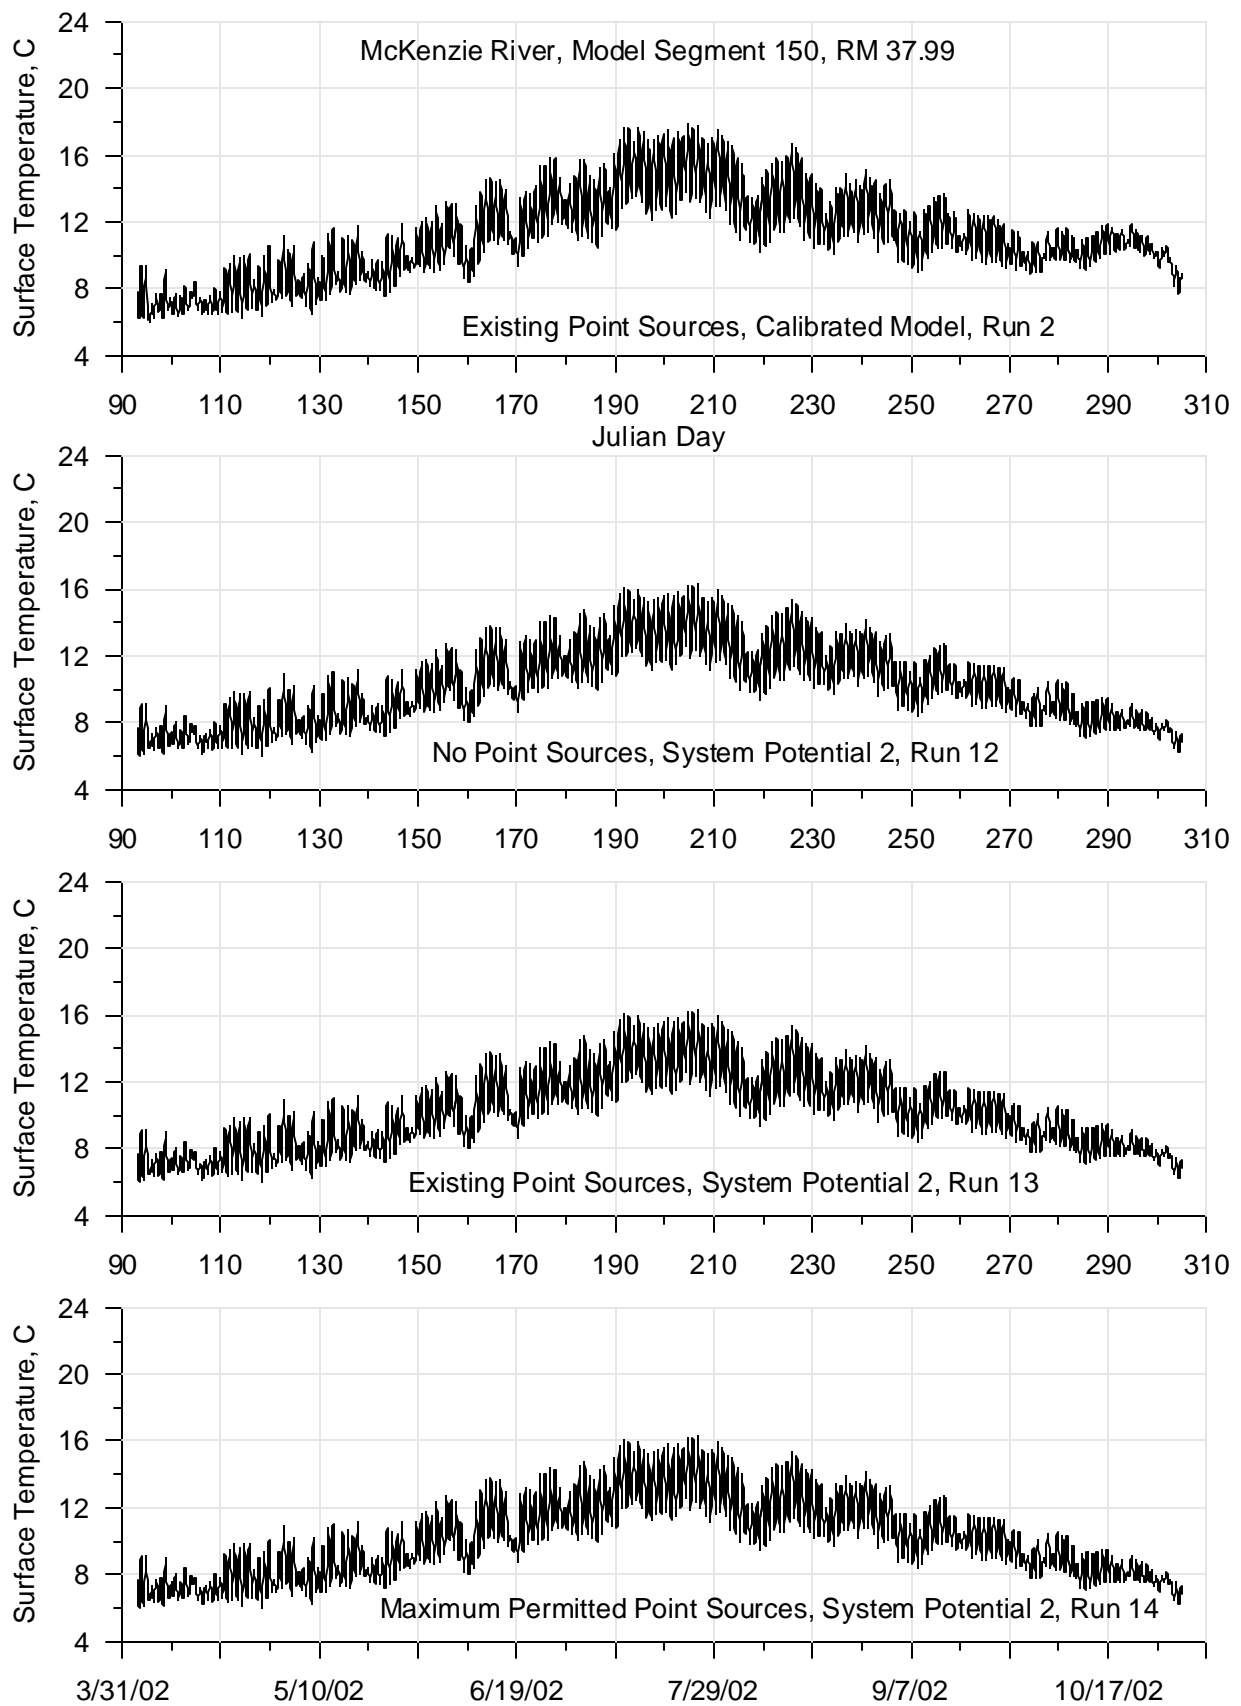 24
McKenzie River, Model Segment 150, RM 37.99
20
16
12
8
4
Surface Temperature, C
Existing Point Sources, Calibrated Model, Run 2
90 110 130 150 170 190 210 230 250 270 290 310
Julian Day
24
20
16
12
8
4
Surface Temperature, C
No Point Sources, System Potential 2, Run 12
90 110 130 150 170 190 210 230 250 270 290 310
24
20
16
12
8
4
Surface Temperature, C
Existing Point Sources, System Potential 2, Run 13
90 110 130 150 170 190 210 230 250 270 290 310
24
20
16
12
8
4
Surface Temperature, C
Maximum Permitted Point Sources, System Potential 2, Run 14
3/31/02 5/10/02 6/19/02 7/29/02 9/7/02 10/17/02